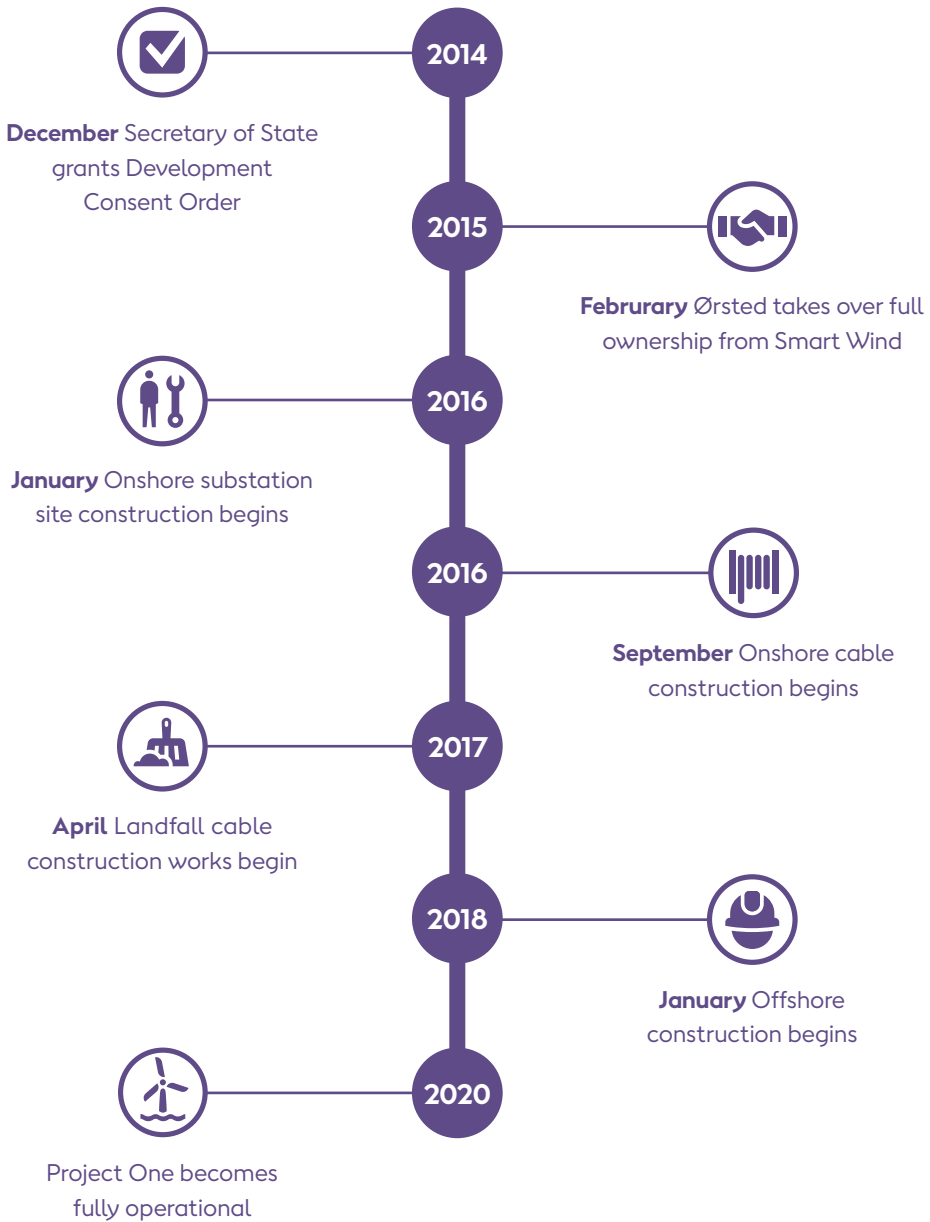 2014
December Secretary of State
grants Development
Consent Order
2015
Februrary Ørsted takes over full
ownership from Smart Wind
2016
January Onshore substation
site construction begins
2016
September Onshore cable
construction begins
2017
April Landfall cable
construction works begin
2018
January Offshore
construction begins
2020
Project One becomes
fully operational